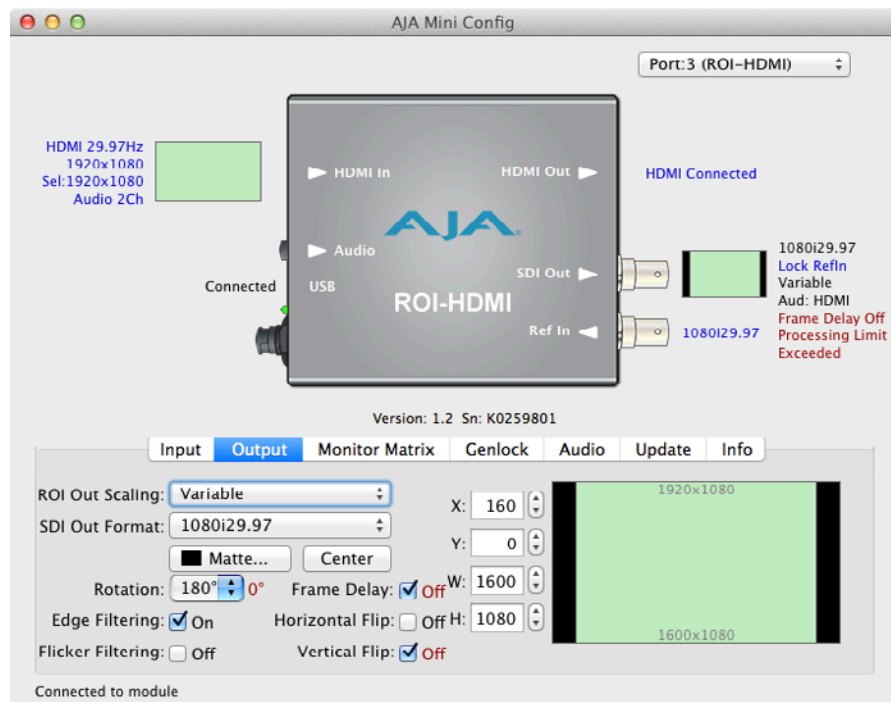 AJA Mini Config
Port:3 (ROI-HDMI)
HDMI 29.97Hz
1920x1080
Sel:1920x1080
Audio 2Ch
HDMI In
HDMI Out
HDMI Connected
AJA
Audio
Connected
USB
SDI Out
ROI-HDMI
Ref In
1080I29.97
1080i29.97
Lock RefIn
Variable
Aud: HDMI
Frame Delay Off
Processing Limit
Exceeded
Version: 1.2 Sn: K0259801
Input Output Monitor Matrix Genlock Audio Update Info
ROI Out Scaling: Variable
SDI Out Format: 1080i29.97
Matte... Center
Rotation: 180° 0° Frame Delay: Off
Edge Filtering: On Horizontal Flip: Off
Flicker Filtering: Off Vertical Flip: Off
X: 160
Y: 0
W: 1600
H: 1080
1920x1080
1600x1080
Connected to module